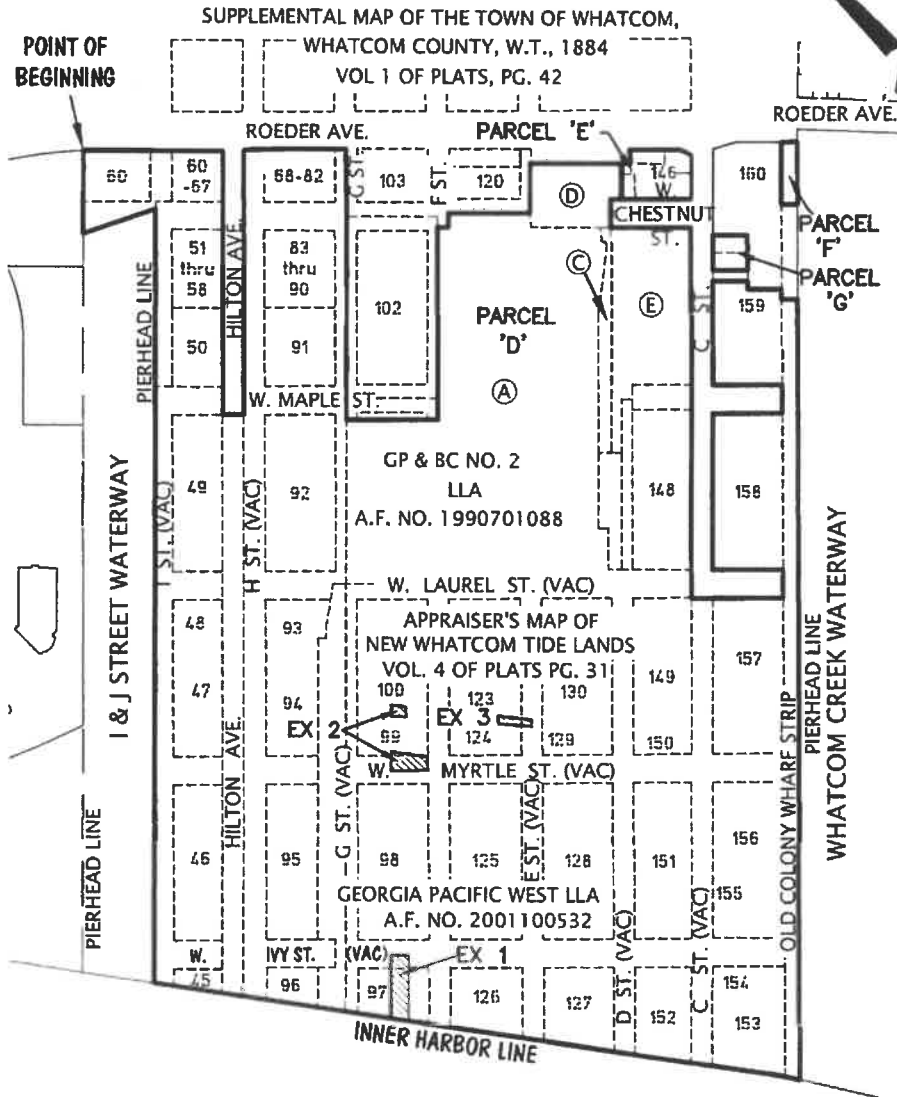 SUPPLEMENTAL MAP OF THE TOWN OF WHATCOM,
WHATCOM COUNTY, W.T., 1884
VOL 1 OF PLATS, PG. 42
POINT OF
BEGINNING
ROEDER AVE.
ROEDER AVE.
PARCEL 'E'
60
60
-67
68-82
G ST.
103
F ST.
120
D
146
W
CHESTNUT
ST.
160
PARCEL
'F'
PARCEL
'G'
PIERHEAD LINE
51
thru
58
HILTON AVE.
83
thru
90
102
PARCEL
'D'
C
E
C ST.
159
50
91
A
W. MAPLE ST.
GP & BC NO. 2
LLA
A.F. NO. 1990701088
49
I ST. (VAC)
H ST. (VAC)
92
148
158
W. LAUREL ST. (VAC)
I & J STREET WATERWAY
48
93
APPRAISER'S MAP OF
NEW WHATCOM TIDE LANDS
VOL. 4 OF PLATS PG. 31
157
47
94
100
123
130
149
EX 2
EX 3
99
124
129
150
W. MYRTLE ST. (VAC)
PIERHEAD LINE
WHATCOM CREEK WATERWAY
OLD COLONY WHARF STRIP
PIERHEAD LINE
46
HILTON AVE.
95
G ST. (VAC)
98
125
E ST. (VAC)
128
151
156
155
GEORGIA PACIFIC WEST LLA
A.F. NO. 2001100532
D ST. (VAC)
C ST. (VAC)
W. IVY ST. (VAC)
EX 1
45
96
97
126
127
152
154
153
INNER HARBOR LINE